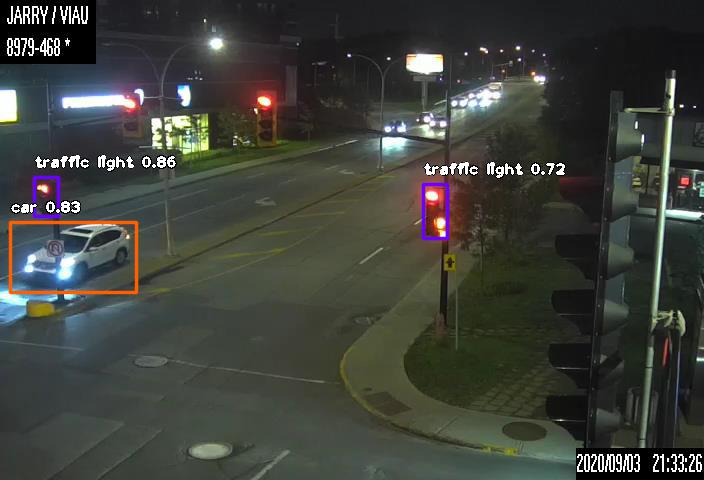 JARRY / VIAU
8979-468 *
traffic light 0.86
traffic light 0.72
car 0.83
2020/09/03 21:33:26